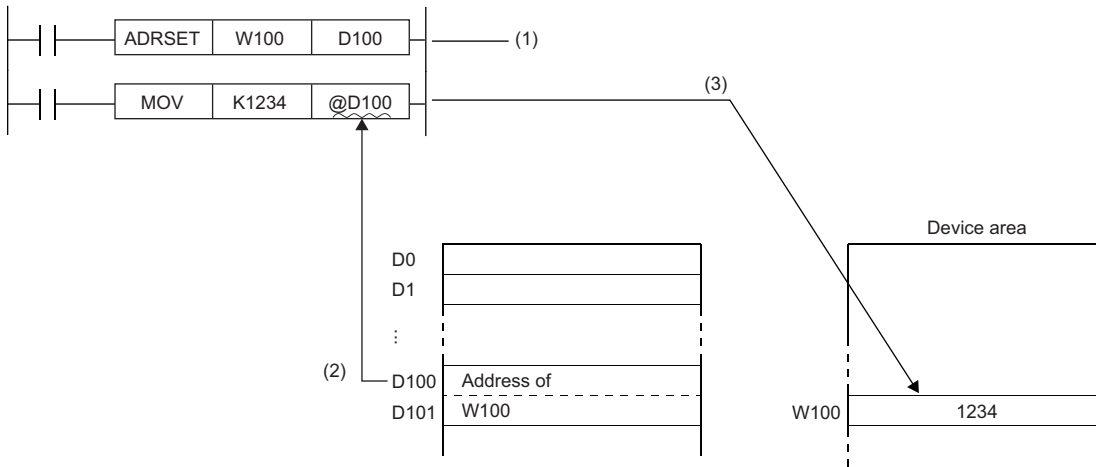 ADRSET W100 D100 (1)
MOV K1234 @D100
(3)
Device area
D0
D1
⋮
(2) D100 Address of
D101 W100
W100 1234